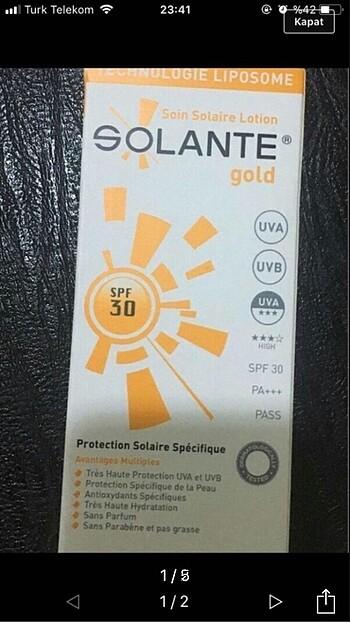 Turk Telekom
23:41
%42
Kapat
TECHNOLOGIE LIPOSOME
Soin Solaire Lotion
SOLANTE®
gold
UVA
UVB
UVA
★★★
SPF
30
★★★☆
HIGH
SPF 30
PA+++
PASS
Protection Solaire Spécifique
Avantages Multiples
Très Haute Protection UVA et UVB
Protection Spécifique de la Peau
Antioxydants Spécifiques
Très Haute Hydratation
Sans Parfum
Sans Parabène et pas grasse
DERMATOLOGICALLY TESTED
1/2